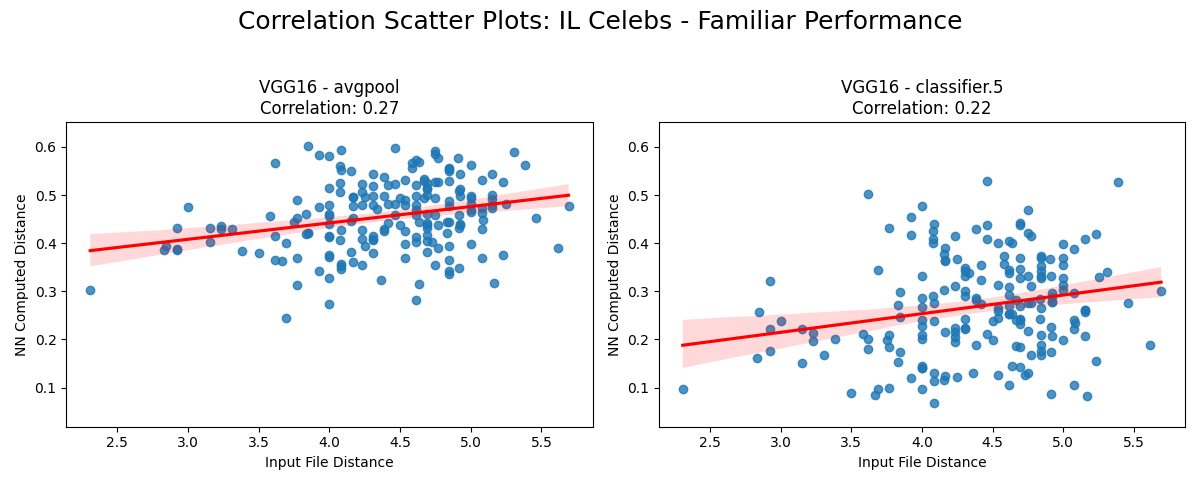 Correlation Scatter Plots: IL Celebs - Familiar Performance
VGG16 - avgpool
Correlation: 0.27
NN Computed Distance
0.6
0.5
0.4
0.3
0.2
0.1
2.5 3.0 3.5 4.0 4.5 5.0 5.5
Input File Distance
VGG16 - classifier.5
Correlation: 0.22
NN Computed Distance
0.6
0.5
0.4
0.3
0.2
0.1
2.5 3.0 3.5 4.0 4.5 5.0 5.5
Input File Distance